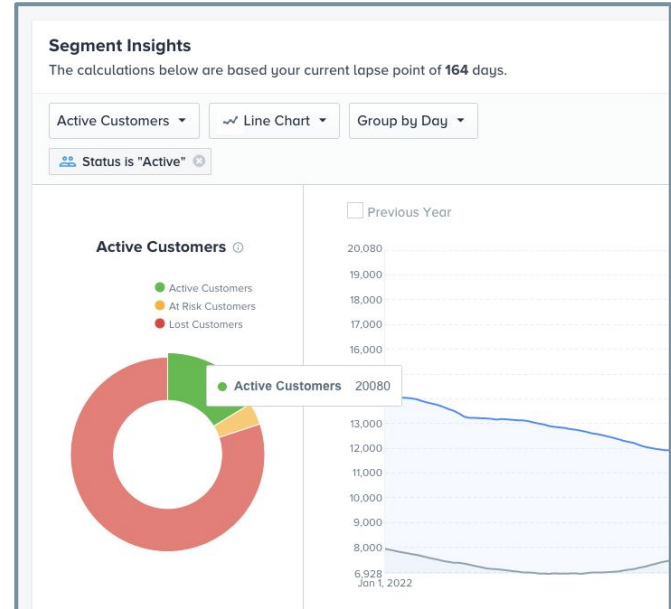 Segment Insights
The calculations below are based your current lapse point of 164 days.
Active Customers
Line Chart
Group by Day
Status is "Active"
Previous Year
Active Customers
Active Customers
At Risk Customers
Lost Customers
Active Customers 20080
20,080
19,000
18,000
17,000
16,000
13,000
12,000
11,000
10,000
9,000
8,000
6,928
Jan 1, 2022